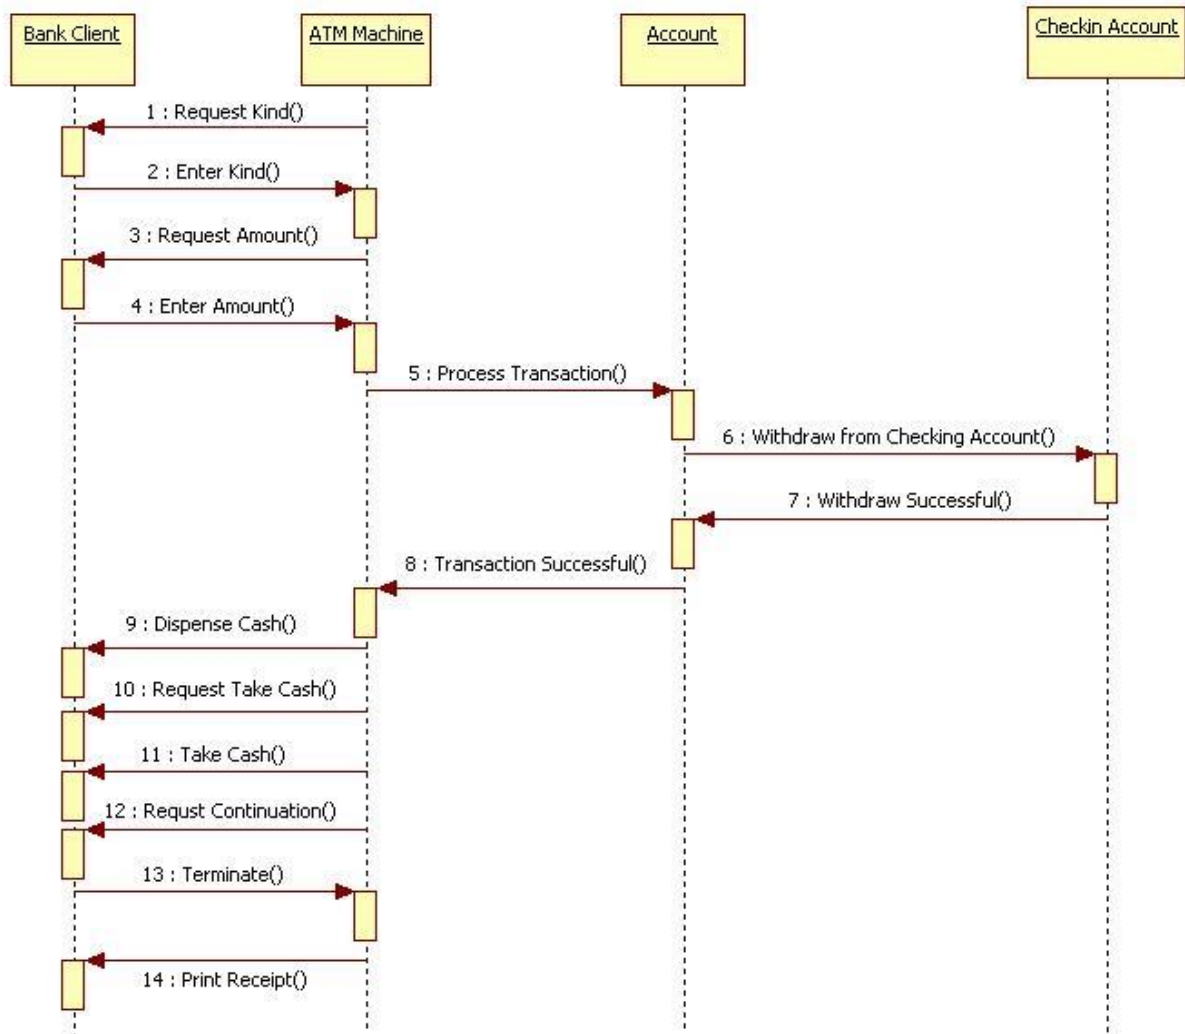 Bank Client
ATM Machine
Account
Checkin Account
1 : Request Kind()
2 : Enter Kind()
3 : Request Amount()
4 : Enter Amount()
5 : Process Transaction()
6 : Withdraw from Checking Account()
7 : Withdraw Successful()
8 : Transaction Successful()
9 : Dispense Cash()
10 : Request Take Cash()
11 : Take Cash()
12 : Requst Continuation()
13 : Terminate()
14 : Print Receipt()